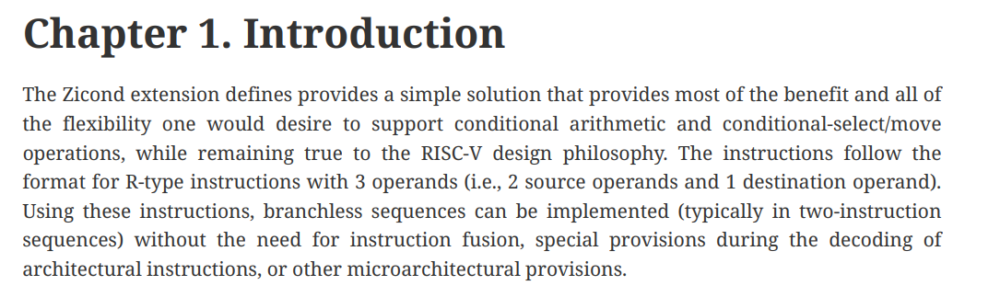 Chapter 1. Introduction
The Zicond extension defines provides a simple solution that provides most of the benefit and all of
the flexibility one would desire to support conditional arithmetic and conditional-select/move
operations, while remaining true to the RISC-V design philosophy. The instructions follow the
format for R-type instructions with 3 operands (i.e., 2 source operands and 1 destination operand).
Using these instructions, branchless sequences can be implemented (typically in two-instruction
sequences) without the need for instruction fusion, special provisions during the decoding of
architectural instructions, or other microarchitectural provisions.